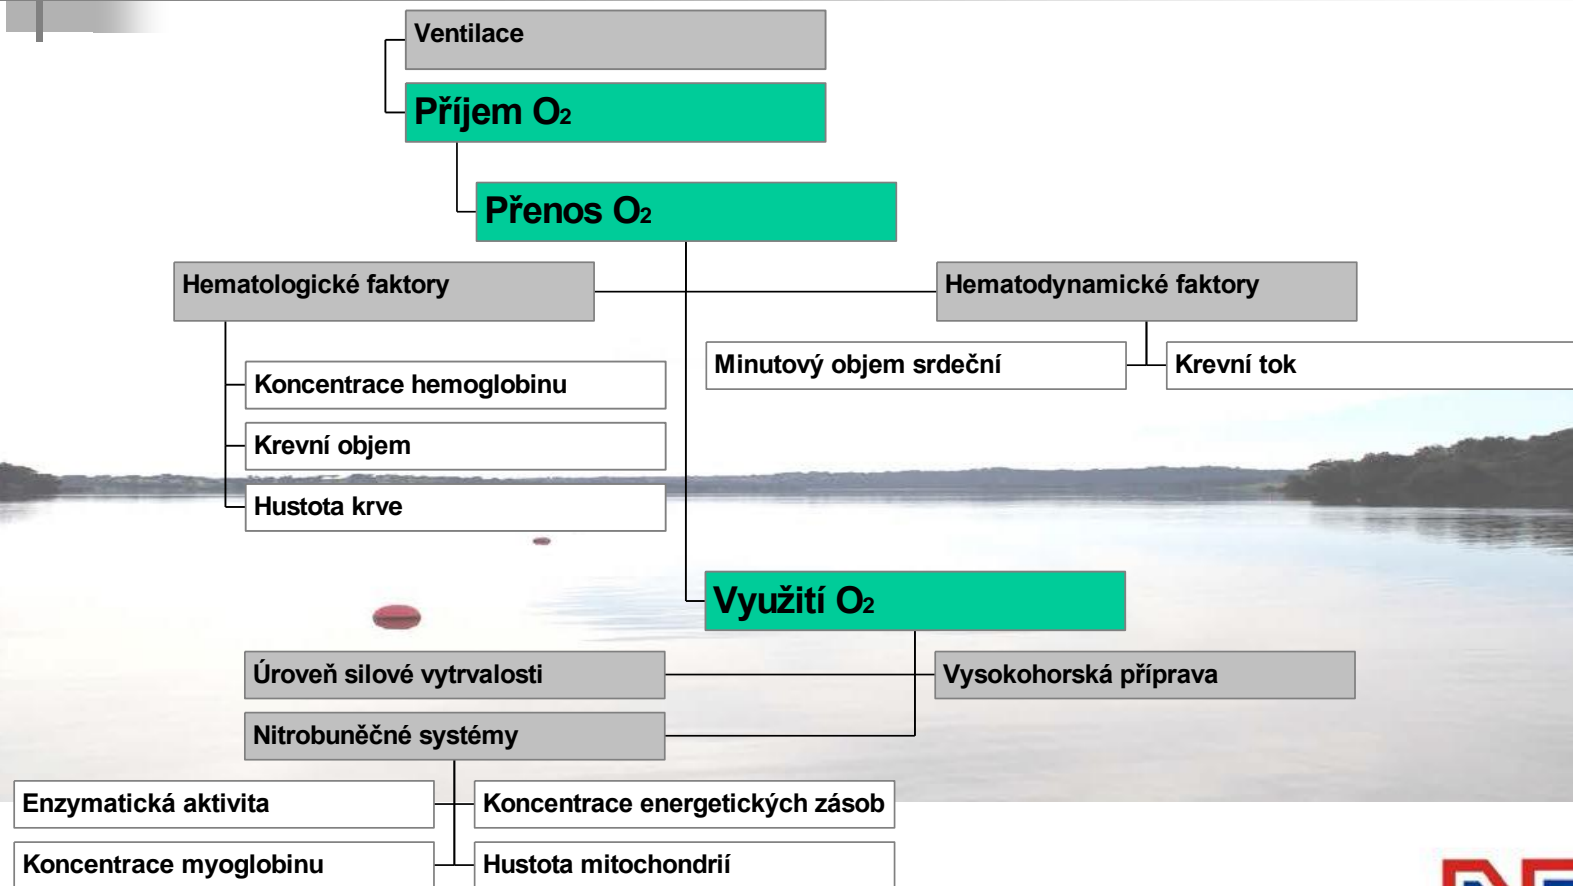 Ventilace
Příjem O2
Přenos O2
Hematologické faktory
Hematodynamické faktory
Minutový objem srdeční
Krevní tok
Koncentrace hemoglobinu
Krevní objem
Hustota krve
Využití O2
Úroveň silové vytrvalosti
Vysokohorská příprava
Nitrobuněčné systémy
Enzymatická aktivita
Koncentrace energetických zásob
Koncentrace myoglobinu
Hustota mitochondrií